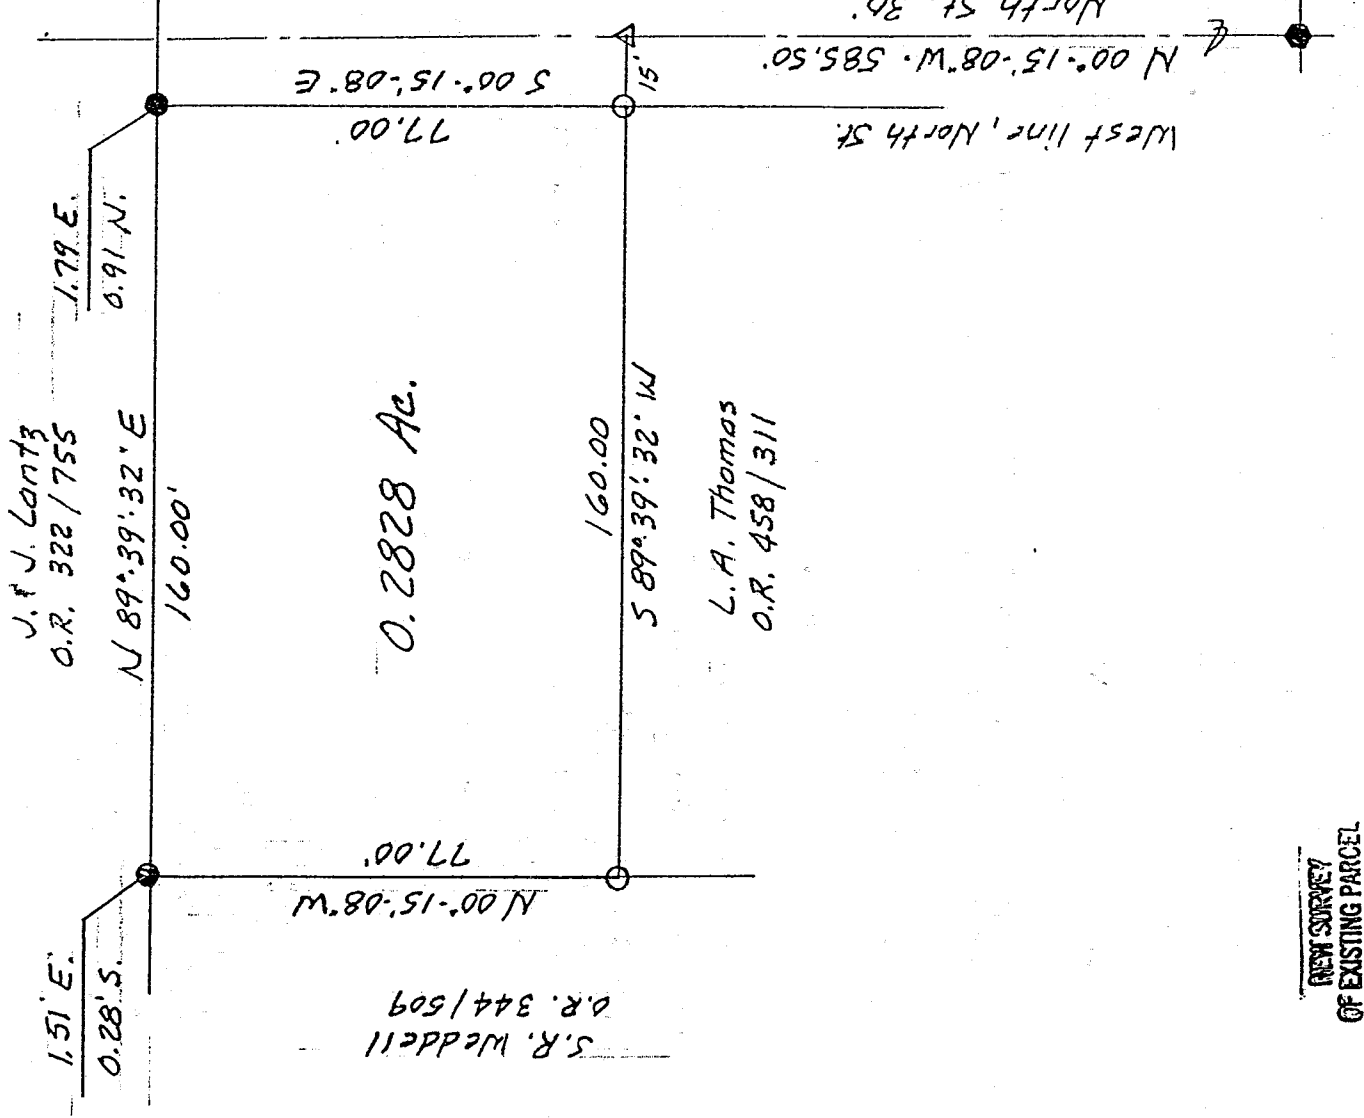 North St. 30'
N 00°-15'-08"W - 585.50'
West line, North St.
15'
S 00°-15'-08" E
77.00'
1.79 E.
0.91 N.
J. & J. Lantz
O.R. 322/755
N 89°-39'-32" E
160.00'
0.2828 Ac.
160.00
S 89°-39'-32" W
L.A. Thomas
O.R. 458/311
77.00'
N 00°-15'-08"W
1.51' E.
0.28' S.
S.R. Weddell
O.R. 344/509
NEW SURVEY
OF EXISTING PARCEL